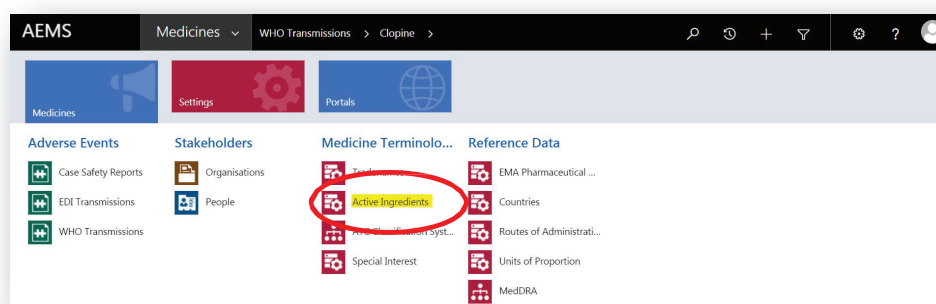 AEMS Medicines WHO Transmissions > Clopine > ?
Medicines Settings Portals
Adverse Events Stakeholders Medicine Terminolo... Reference Data
Case Safety Reports Organisations EMA Pharmaceutical ...
EDI Transmissions People Active Ingredients Countries
WHO Transmissions Routes of Administrati...
Special Interest Units of Proportion
MedDRA